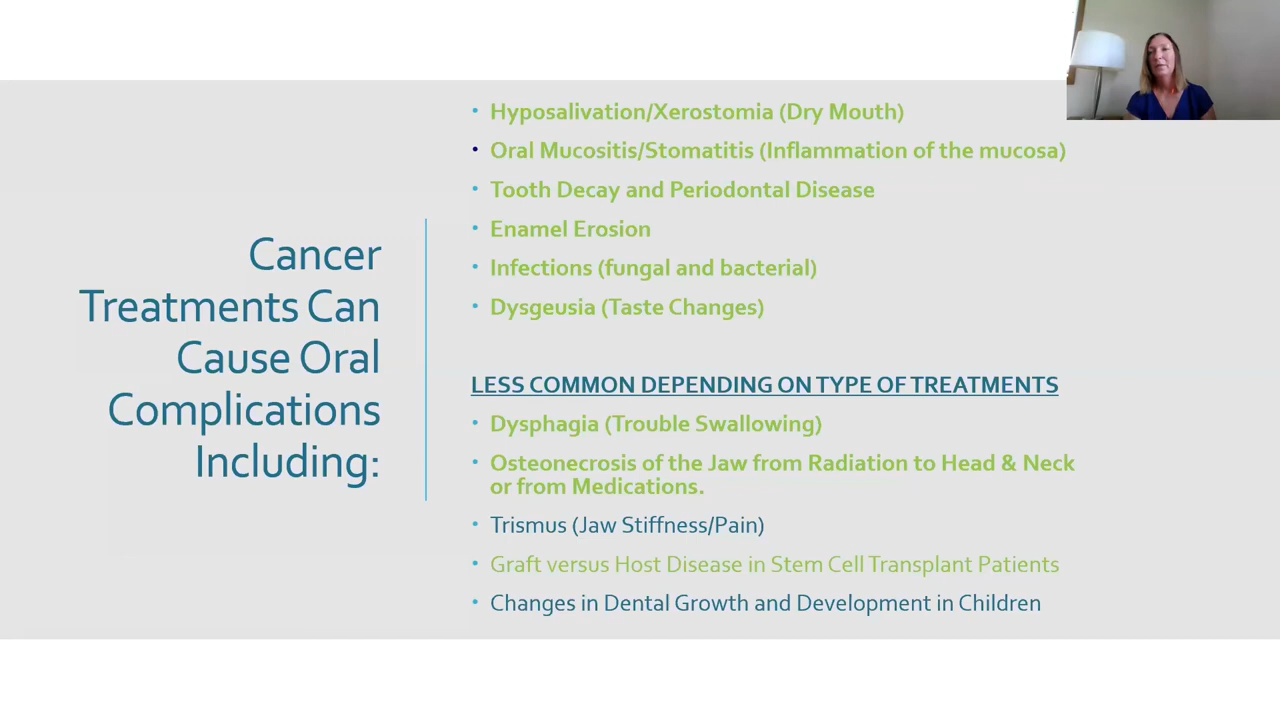 Cancer
Treatments Can
Cause Oral
Complications
Including:
• Hyposalivation/Xerostomia (Dry Mouth)
• Oral Mucositis/Stomatitis (Inflammation of the mucosa)
• Tooth Decay and Periodontal Disease
• Enamel Erosion
• Infections (fungal and bacterial)
• Dysgeusia (Taste Changes)
LESS COMMON DEPENDING ON TYPE OF TREATMENTS
• Dysphagia (Trouble Swallowing)
• Osteonecrosis of the Jaw from Radiation to Head & Neck
or from Medications.
• Trismus (Jaw Stiffness/Pain)
• Graft versus Host Disease in Stem Cell Transplant Patients
• Changes in Dental Growth and Development in Children